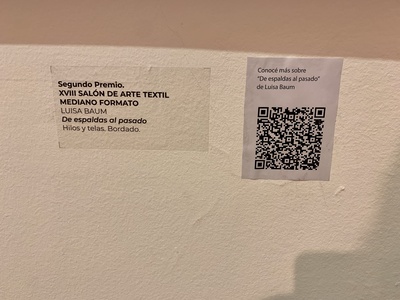 Segundo Premio.
XVIII SALÓN DE ARTE TEXTIL
MEDIANO FORMATO
LUISA BAUM
De espaldas al pasado
Hilos y telas. Bordado.
Conocé más sobre
"De espaldas al pasado"
de Luisa Baum